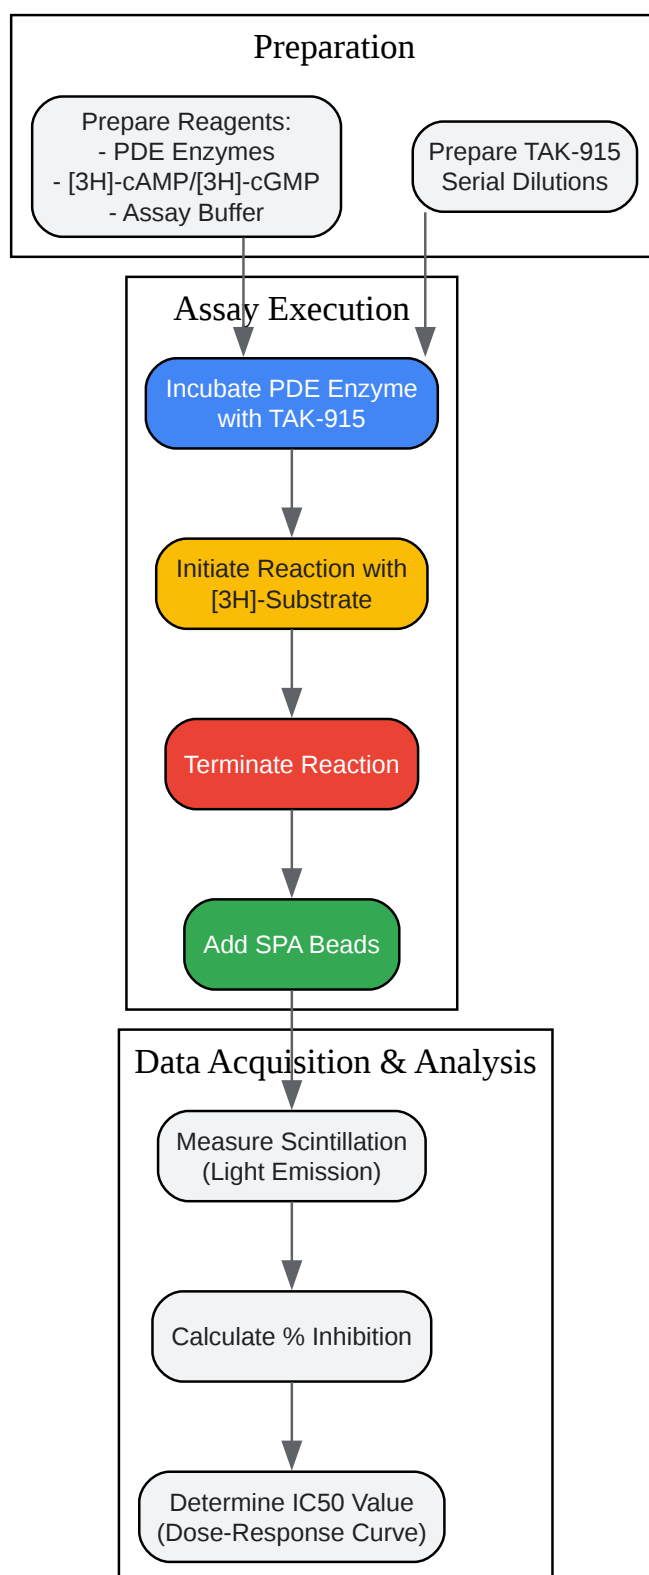 Preparation
Prepare Reagents:
- PDE Enzymes
- [3H]-cAMP/[3H]-cGMP
- Assay Buffer
Prepare TAK-915
Serial Dilutions
Assay Execution
Incubate PDE Enzyme
with TAK-915
Initiate Reaction with
[3H]-Substrate
Terminate Reaction
Add SPA Beads
Data Acquisition & Analysis
Measure Scintillation
(Light Emission)
Calculate % Inhibition
Determine IC50 Value
(Dose-Response Curve)